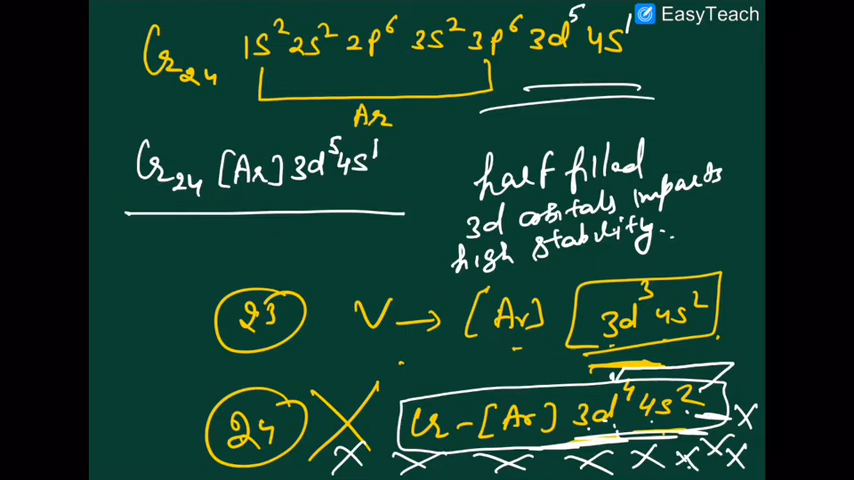 EasyTeach
Cr₂₄ 1s² 2s² 2p⁶ 3s² 3p⁶ 3d⁵ 4s¹
Ar
Cr₂₄ [Ar] 3d⁵ 4s¹
half filled
3d orbitals imparts
high stability..
23 V → [Ar] 3d³ 4s²
24 X Cr - [Ar] 3d⁴ 4s² X
X X X X X X X X